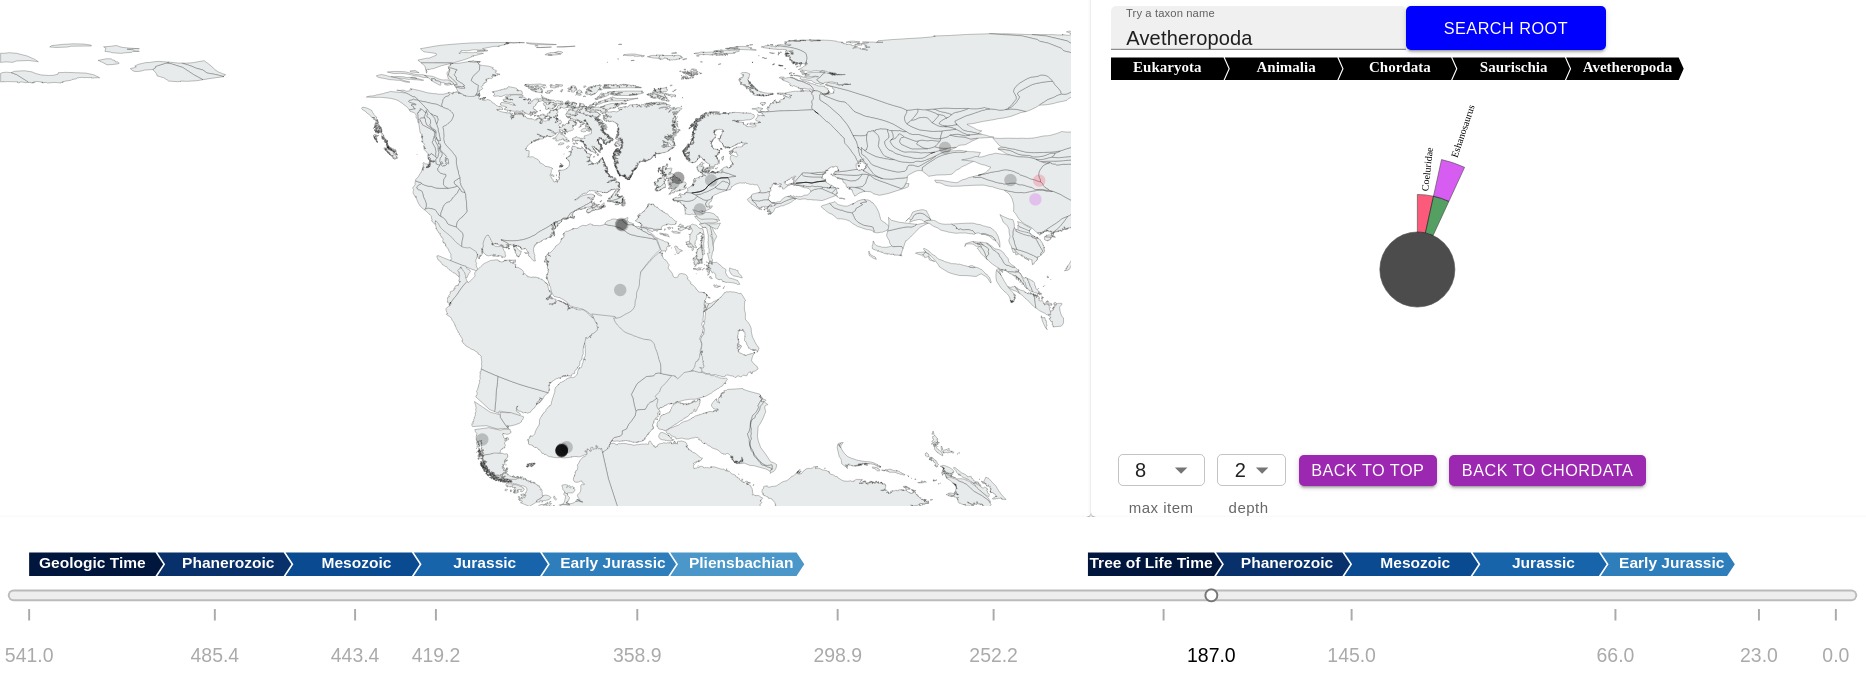 Try a taxon name
Avetheropoda
SEARCH ROOT
Eukaryota Animalia Chordata Saurischia Avetheropoda
Coeluridae
Eshanosaurus
8
2
BACK TO TOP
BACK TO CHORDATA
max item
depth
Geologic Time Phanerozoic Mesozoic Jurassic Early Jurassic Pliensbachian
Tree of Life Time Phanerozoic Mesozoic Jurassic Early Jurassic
541.0 485.4 443.4 419.2 358.9 298.9 252.2 187.0 145.0 66.0 23.0 0.0